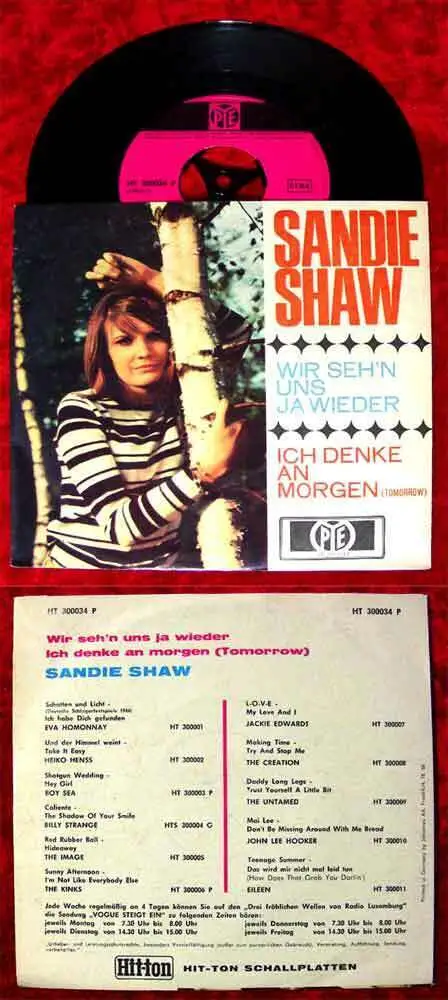 PYE
HT 300034 P
SANDIE
SHAW
WIR SEH'N
UNS
JA WIEDER
ICH DENKE
AN
MORGEN (TOMORROW)
PYE
HT 300034 P
HT 300034 P
Wir seh'n uns ja wieder
Ich denke an morgen (Tomorrow)
SANDIE SHAW
Schatten und Licht -
(Deutsche Schlagerfestspiele 1966)
Ich habe Dich gefunden
EVA HOMONNAY HT 300001
Und der Himmel weint -
Take It Easy
HEIKO HENSS HT 300002
Shotgun Wedding -
Hey Girl
ROY SEA HT 300003 P
Caliente -
The Shadow Of Your Smile
BILLY STRANGE HTS 300004 G
Red Rubber Ball -
Hideaway
THE IMAGE HT 300005
Sunny Afternoon -
I'm Not Like Everybody Else
THE KINKS HT 300006 P
L-O-V-E -
My Love And I
JACKIE EDWARDS HT 300007
Making Time -
Try And Stop Me
THE CREATION HT 300008
Daddy Long Legs -
Trust Yourself A Little Bit
THE UNTAMED HT 300009
Mai Lee -
Don't Be Missing Around With Me Bread
JOHN LEE HOOKER HT 300010
Teenage Summer -
Das wird mir nicht mal leid tun
(How Does That Grab You Darlin')
EILEEN HT 300011
Jede Woche regelmäßig an 4 Tagen können Sie auf den „Drei fröhlichen Wellen von Radio Luxemburg"
die Sendung „VOGUE STEIGT EIN" zu folgenden Zeiten hören:
jeweils Montag von 7.30 Uhr bis 8.00 Uhr jeweils Donnerstag von 7.30 Uhr bis 8.00 Uhr
jeweils Dienstag von 14.30 Uhr bis 15.00 Uhr jeweils Freitag von 14.30 Uhr bis 15.00 Uhr
Hit-ton HIT-TON SCHALLPLATTEN